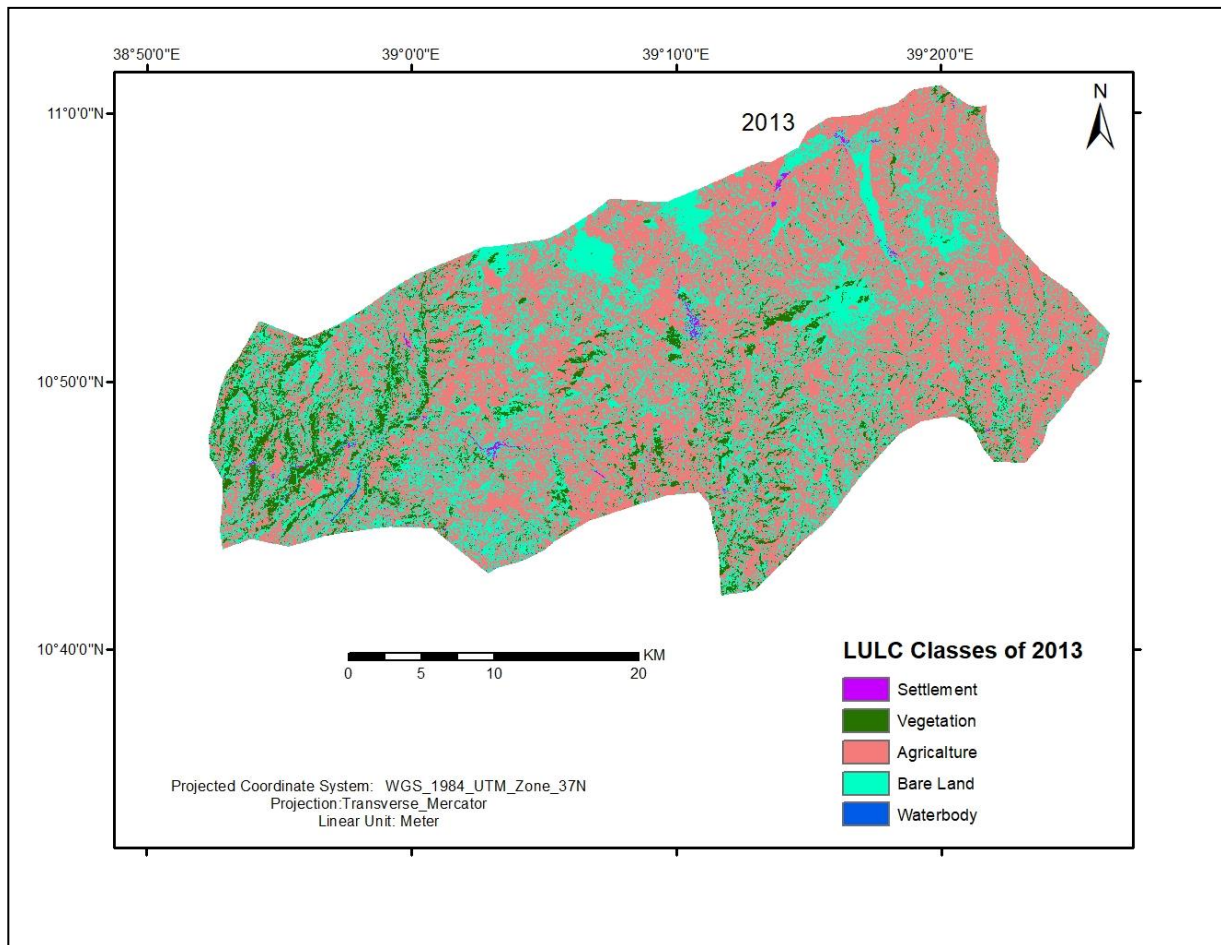 38°50'0"E 39°0'0"E 39°10'0"E 39°20'0"E
11°0'0"N
2013
N
10°50'0"N
10°40'0"N
KM
0 5 10 20
LULC Classes of 2013
Settlement
Vegetation
Agricalture
Bare Land
Waterbody
Projected Coordinate System: WGS_1984_UTM_Zone_37N
Projection:Transverse_Mercator
Linear Unit: Meter